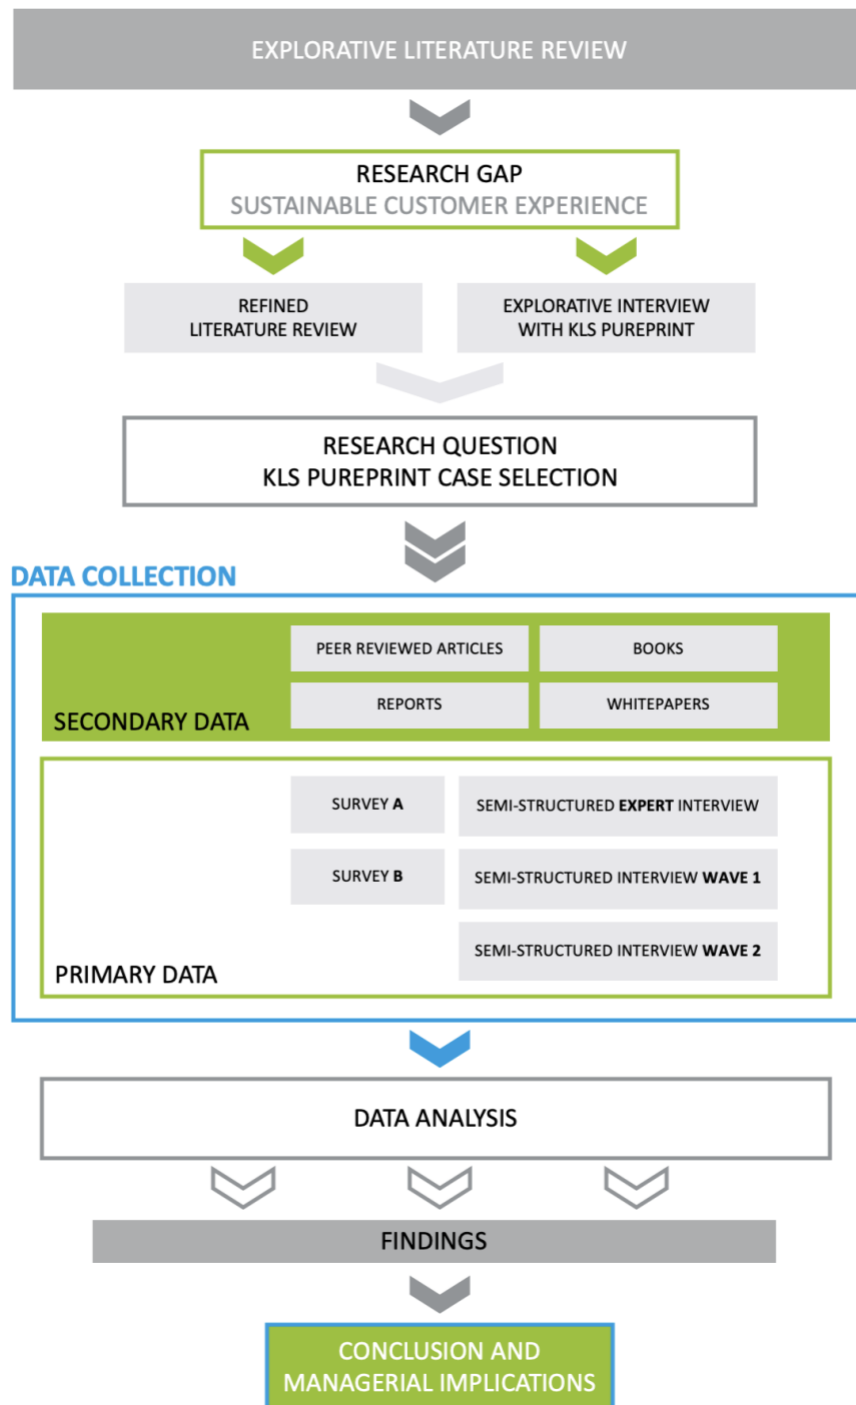 EXPLORATIVE LITERATURE REVIEW
RESEARCH GAP
SUSTAINABLE CUSTOMER EXPERIENCE
REFINED
LITERATURE REVIEW
EXPLORATIVE INTERVIEW
WITH KLS PUREPRINT
RESEARCH QUESTION
KLS PUREPRINT CASE SELECTION
DATA COLLECTION
PEER REVIEWED ARTICLES
BOOKS
REPORTS
WHITEPAPERS
SECONDARY DATA
SURVEY A
SEMI-STRUCTURED EXPERT INTERVIEW
SURVEY B
SEMI-STRUCTURED INTERVIEW WAVE 1
SEMI-STRUCTURED INTERVIEW WAVE 2
PRIMARY DATA
DATA ANALYSIS
FINDINGS
CONCLUSION AND
MANAGERIAL IMPLICATIONS